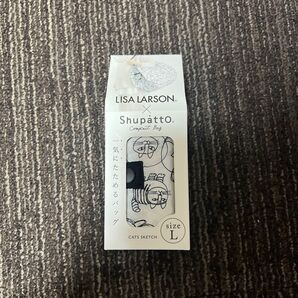 LISA LARSON.
×
Shupatto.
Compact Bag
一気にたためるバッグ
size
L
CATS SKETCH